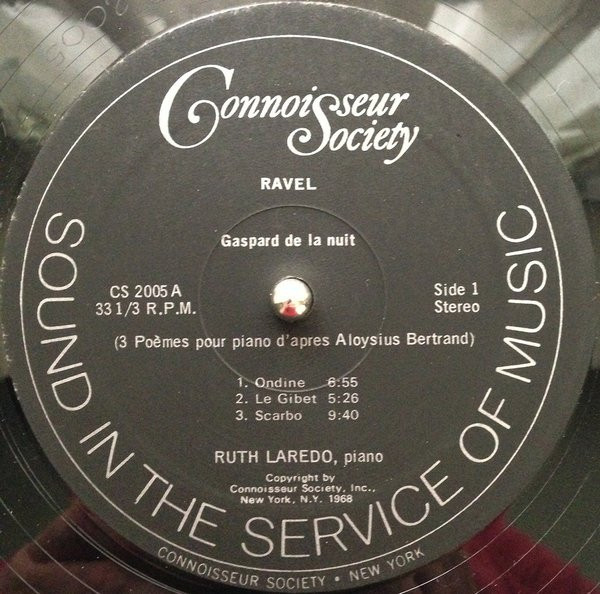 Connoisseur
Society
RAVEL
Gaspard de la nuit
CS 2005 A
33 1/3 R.P.M.
Side 1
Stereo
(3 Poèmes pour piano d'apres Aloysius Bertrand)
1. Ondine 6:55
2. Le Gibet 5:26
3. Scarbo 9:40
RUTH LAREDO, piano
Copyright by
Connoisseur Society, Inc.,
New York, N.Y. 1968
SOUND IN THE SERVICE OF MUSIC
CONNOISSEUR SOCIETY • NEW YORK